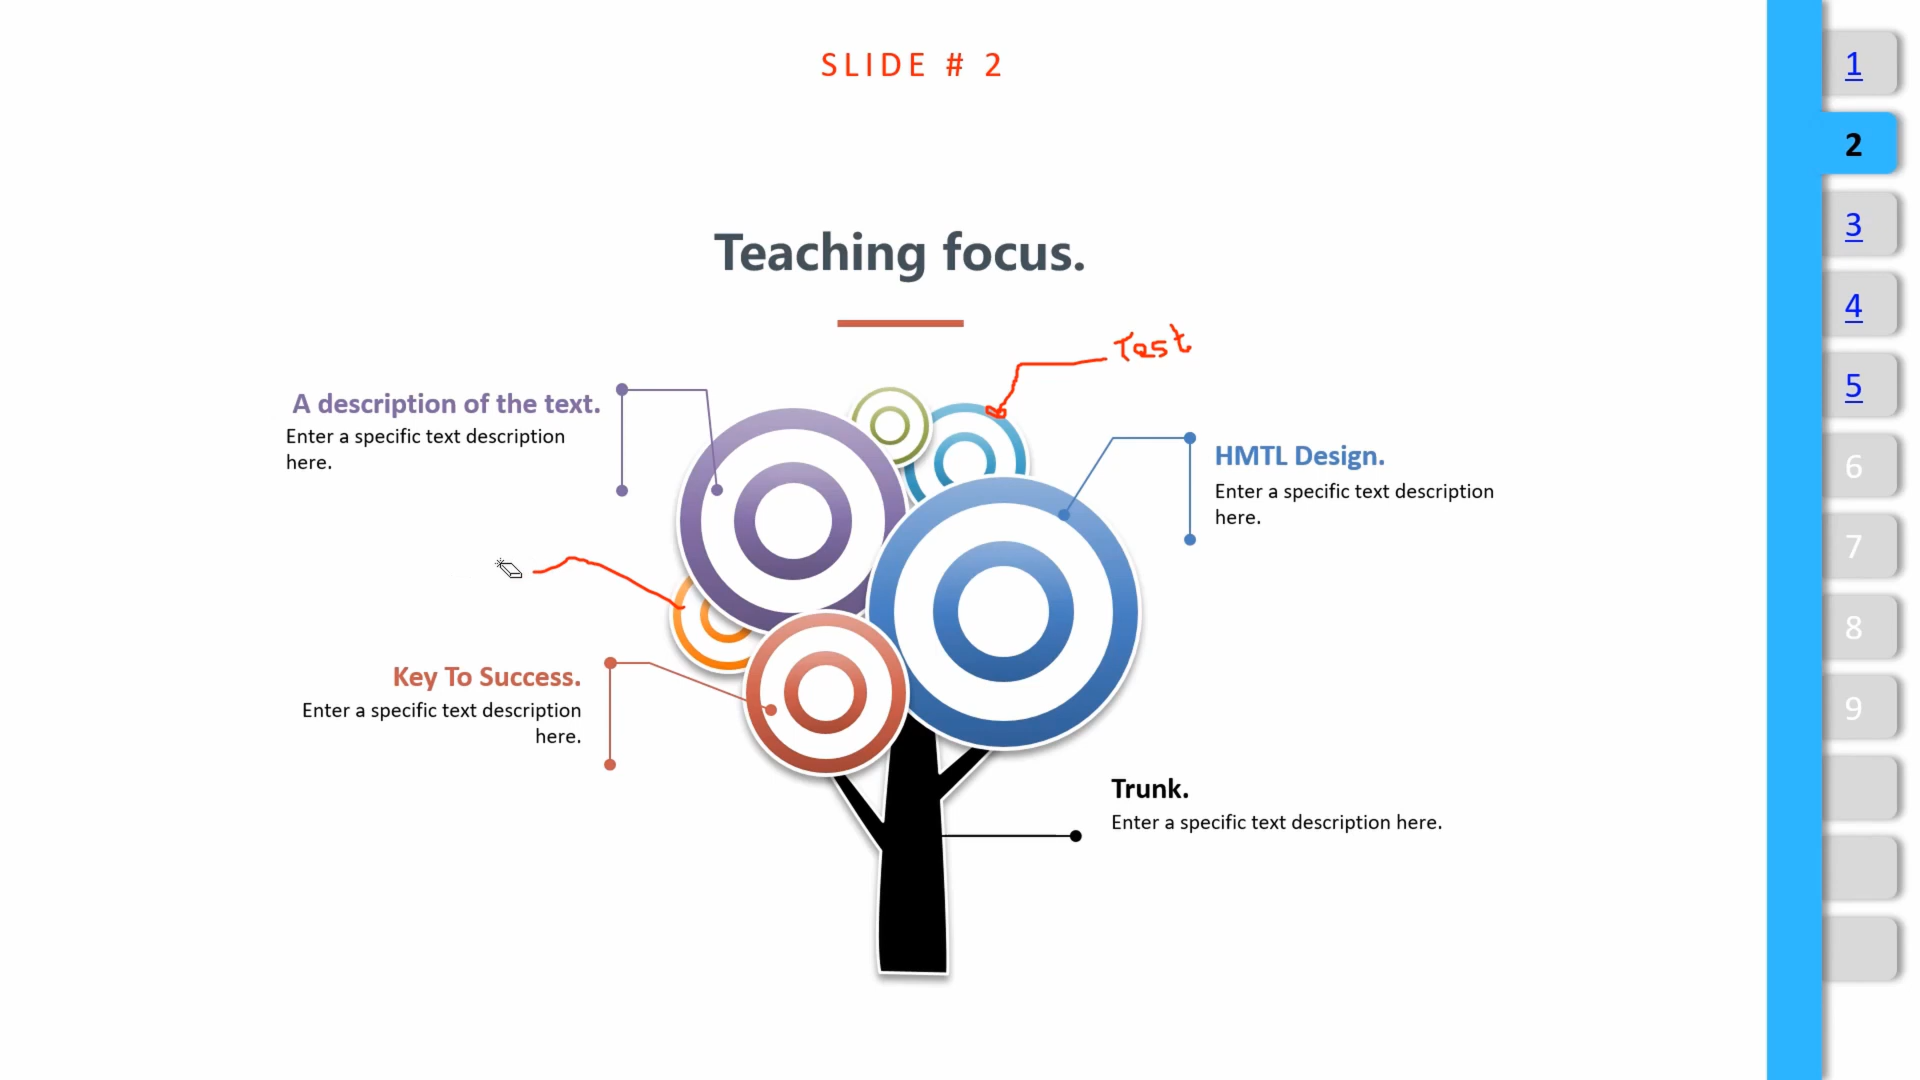 SLIDE # 2
Teaching focus.
Test
A description of the text.
Enter a specific text description
here.
HMTL Design.
Enter a specific text description
here.
Key To Success.
Enter a specific text description
here.
Trunk.
Enter a specific text description here.
1
2
3
4
5
6
7
8
9